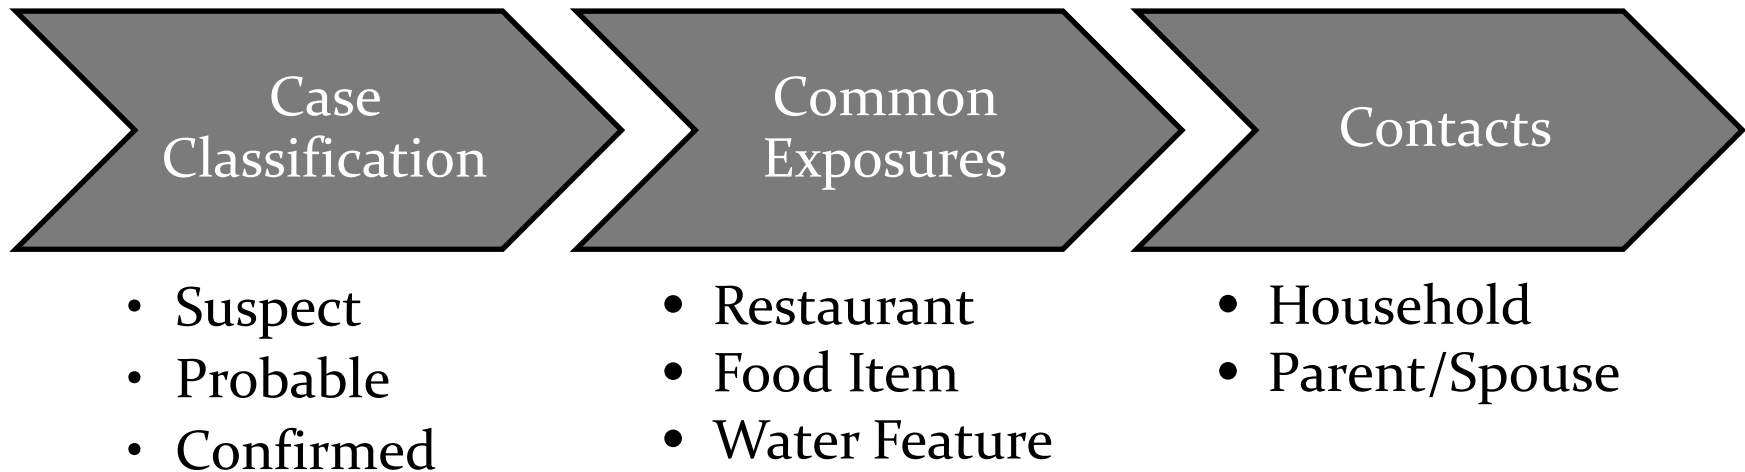 Case
Classification
Common
Exposures
Contacts
• Suspect
• Probable
• Confirmed
• Restaurant
• Food Item
• Water Feature
• Household
• Parent/Spouse